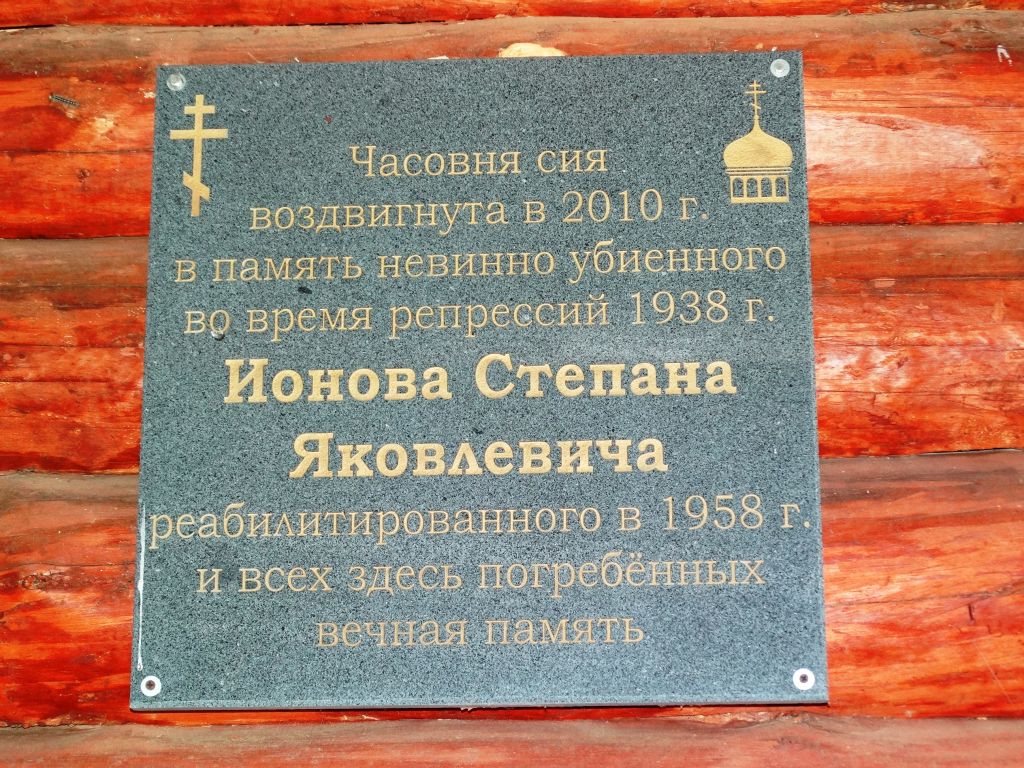 Часовня сия
воздвигнута в 2010 г.
в память невинно убиенного
во время репрессий 1938 г.
Ионова Степана
Яковлевича
реабилитированного в 1958 г.
и всех здесь погребённых
вечная память